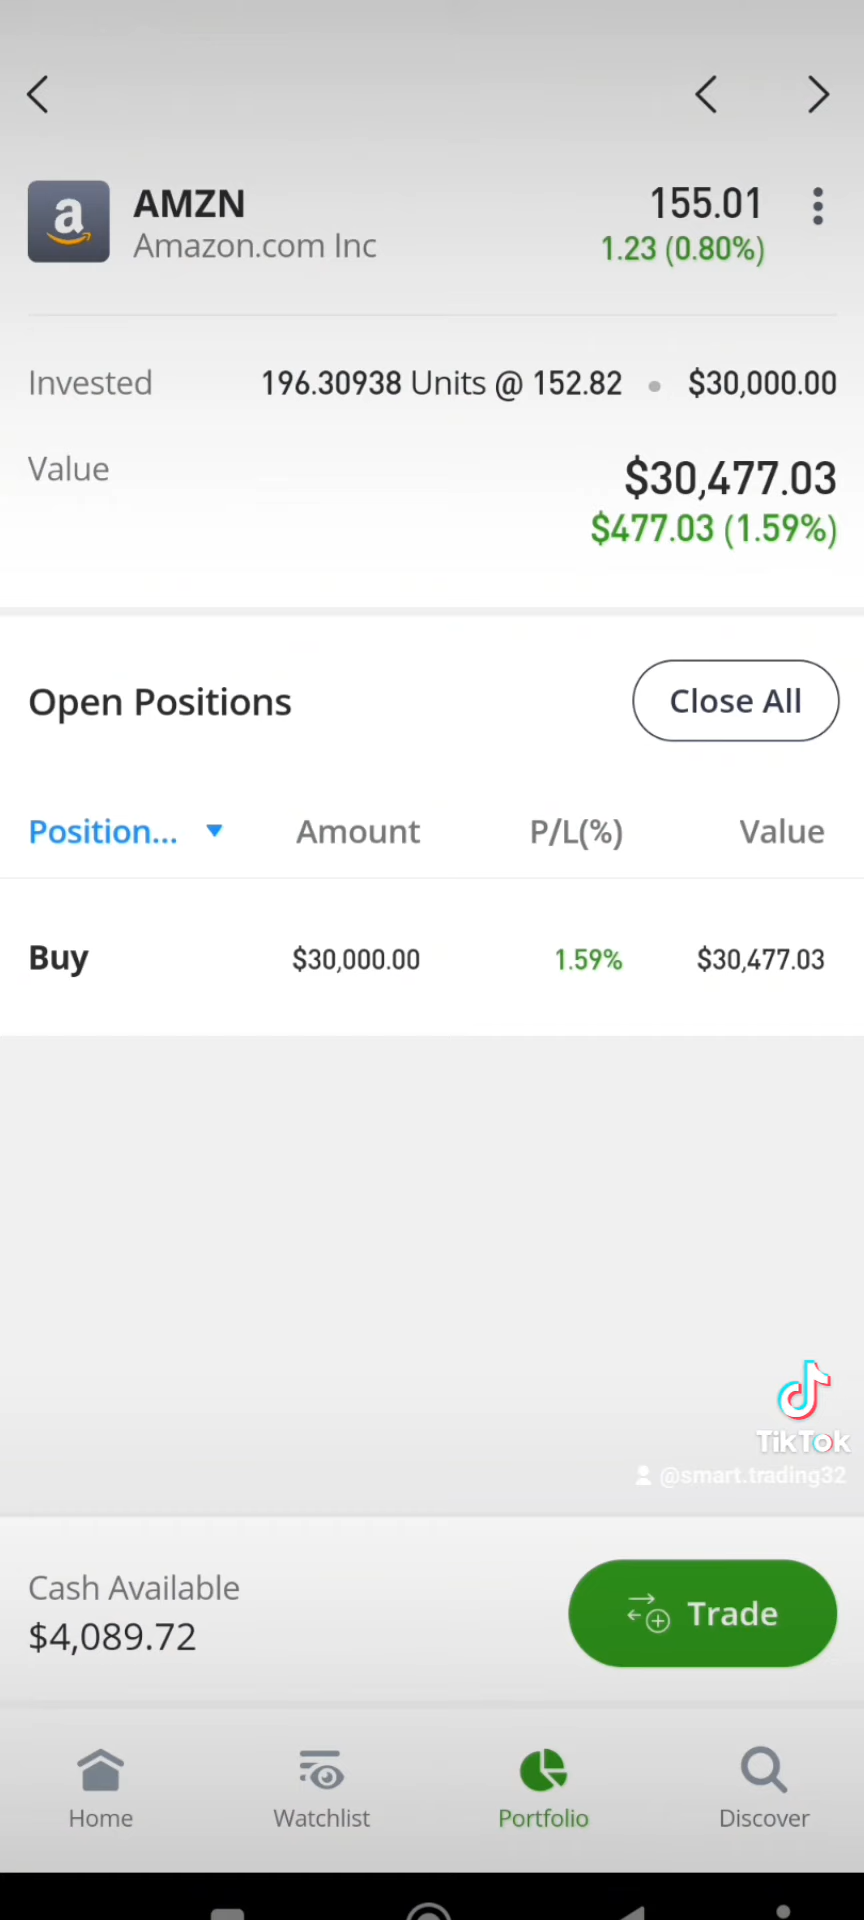 AMZN
155.01
Amazon.com Inc
1.23 (0.80%)
Invested
196.30938 Units @ 152.82 • $30,000.00
Value
$30,477.03
$477.03 (1.59%)
Open Positions
Close All
Position... ▼ Amount P/L(%) Value
Buy $30,000.00 1.59% $30,477.03
TikTok
@smart.trading32
Cash Available
$4,089.72
Trade
Home Watchlist Portfolio Discover